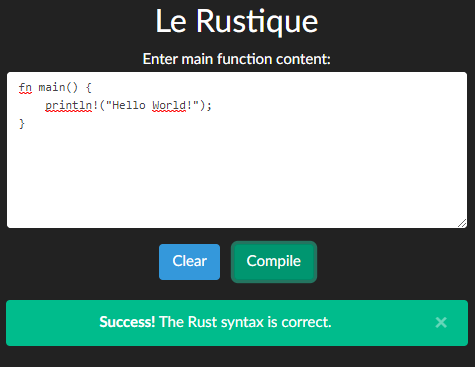 Le Rustique
Enter main function content:
fn main() {
    println!("Hello World!");
}
Clear Compile
Success! The Rust syntax is correct. ×